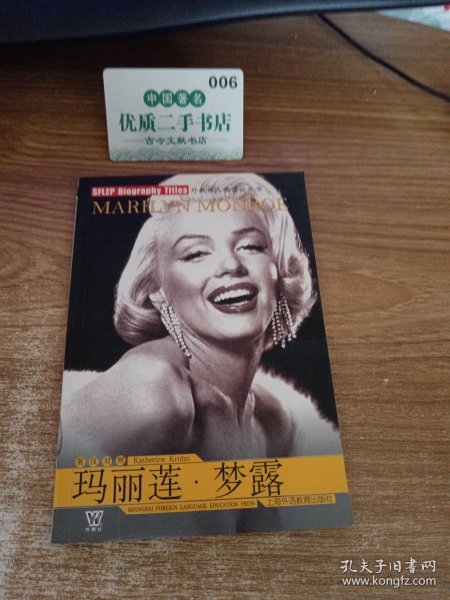 006
中国著名
优质二手书店
古今文献书店
SFLEP Biography Titles 外教社人物传记丛书
MARILYN MONROE
英汉对照 Katherine Krohn
玛丽莲·梦露
上海外语教育出版社
SHANGHAI FOREIGN LANGUAGE EDUCATION PRESS
W
外教社
孔夫子旧书网
www.kongfz.com